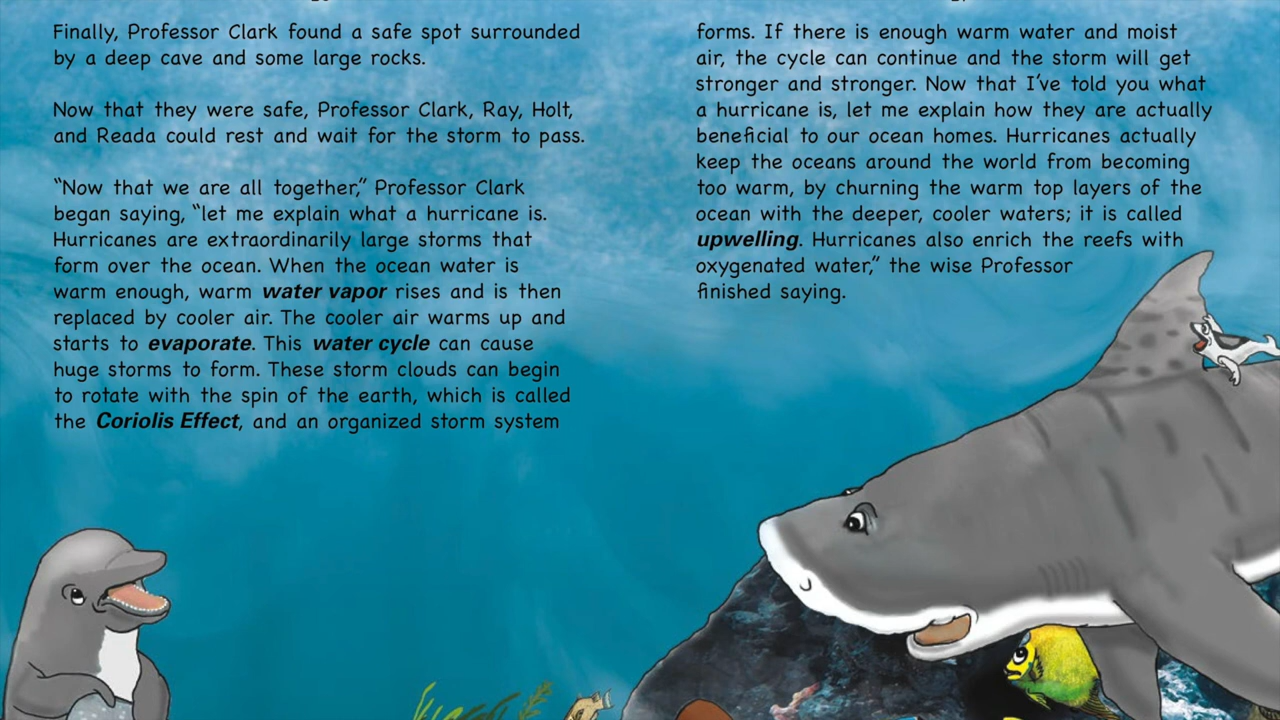 Finally, Professor Clark found a safe spot surrounded
by a deep cave and some large rocks.
Now that they were safe, Professor Clark, Ray, Holt,
and Reada could rest and wait for the storm to pass.
“Now that we are all together,” Professor Clark
began saying, “let me explain what a hurricane is.
Hurricanes are extraordinarily large storms that
form over the ocean. When the ocean water is
warm enough, warm water vapor rises and is then
replaced by cooler air. The cooler air warms up and
starts to evaporate. This water cycle can cause
huge storms to form. These storm clouds can begin
to rotate with the spin of the earth, which is called
the Coriolis Effect, and an organized storm system
forms. If there is enough warm water and moist
air, the cycle can continue and the storm will get
stronger and stronger. Now that I’ve told you what
a hurricane is, let me explain how they are actually
beneficial to our ocean homes. Hurricanes actually
keep the oceans around the world from becoming
too warm, by churning the warm top layers of the
ocean with the deeper, cooler waters; it is called
upwelling. Hurricanes also enrich the reefs with
oxygenated water,” the wise Professor
finished saying.